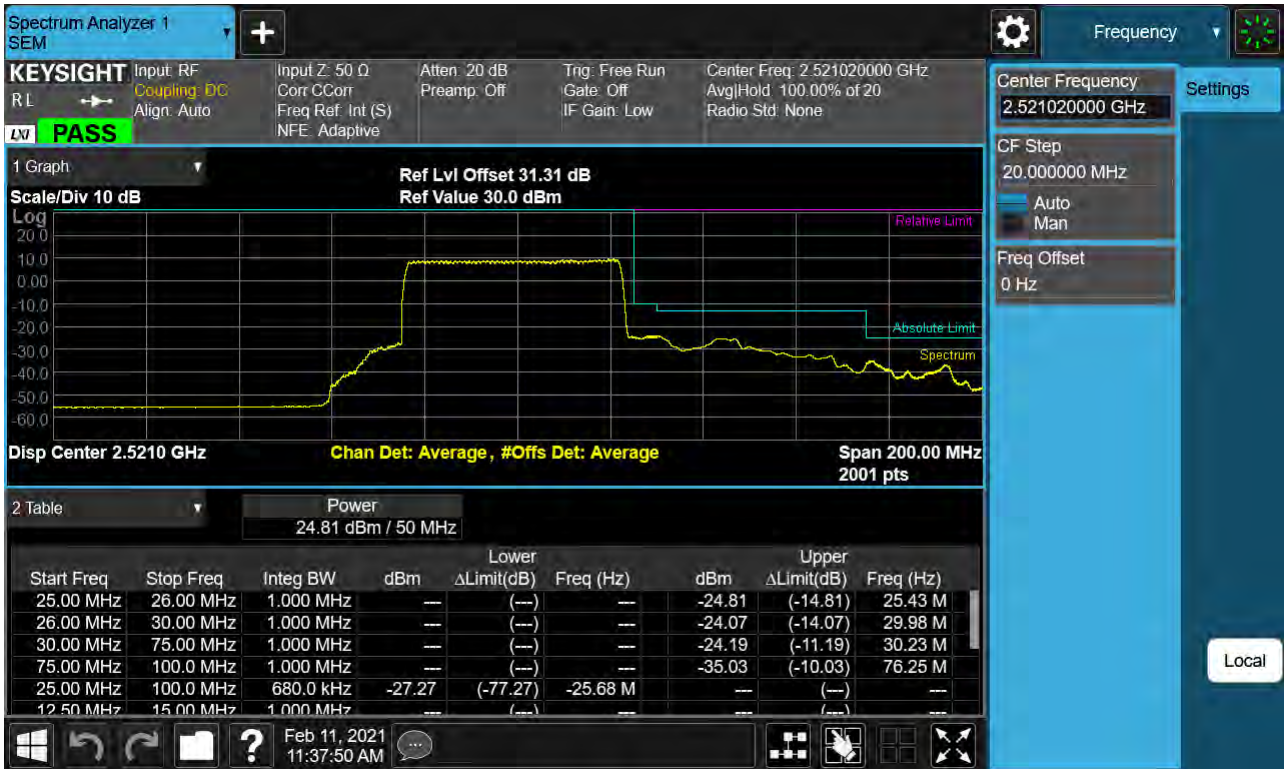 Spectrum Analyzer 1
SEM
Frequency
KEYSIGHT
R L
LXI PASS
Input: RF
Coupling: DC
Align: Auto
Input Z: 50 Ω
Corr CCorr
Freq Ref: Int (S)
NFE: Adaptive
Atten: 20 dB
Preamp: Off
Trig: Free Run
Gate: Off
IF Gain: Low
Center Freq: 2.521020000 GHz
Avg|Hold: 100.00% of 20
Radio Std: None
Center Frequency
2.521020000 GHz
Settings
CF Step
20.000000 MHz
Auto
Man
Freq Offset
0 Hz
1 Graph
Ref Lvl Offset 31.31 dB
Scale/Div 10 dB
Ref Value 30.0 dBm
Log
Relative Limit
20.0
10.0
0.00
-10.0
-20.0
Absolute Limit
-30.0
Spectrum
-40.0
-50.0
-60.0
Disp Center 2.5210 GHz
Chan Det: Average, #Offs Det: Average
Span 200.00 MHz
2001 pts
2 Table
Power
24.81 dBm / 50 MHz
Lower Upper
Start Freq Stop Freq Integ BW dBm ΔLimit(dB) Freq (Hz) dBm ΔLimit(dB) Freq (Hz)
25.00 MHz 26.00 MHz 1.000 MHz --- (---) --- -24.81 (-14.81) 25.43 M
26.00 MHz 30.00 MHz 1.000 MHz --- (---) --- -24.07 (-14.07) 29.98 M
30.00 MHz 75.00 MHz 1.000 MHz --- (---) --- -24.19 (-11.19) 30.23 M
75.00 MHz 100.0 MHz 1.000 MHz --- (---) --- -35.03 (-10.03) 76.25 M
25.00 MHz 100.0 MHz 680.0 kHz -27.27 (-77.27) -25.68 M --- (---) ---
12.50 MHz 15.00 MHz 1.000 MHz --- (---) --- --- (---) ---
Local
?
Feb 11, 2021
11:37:50 AM